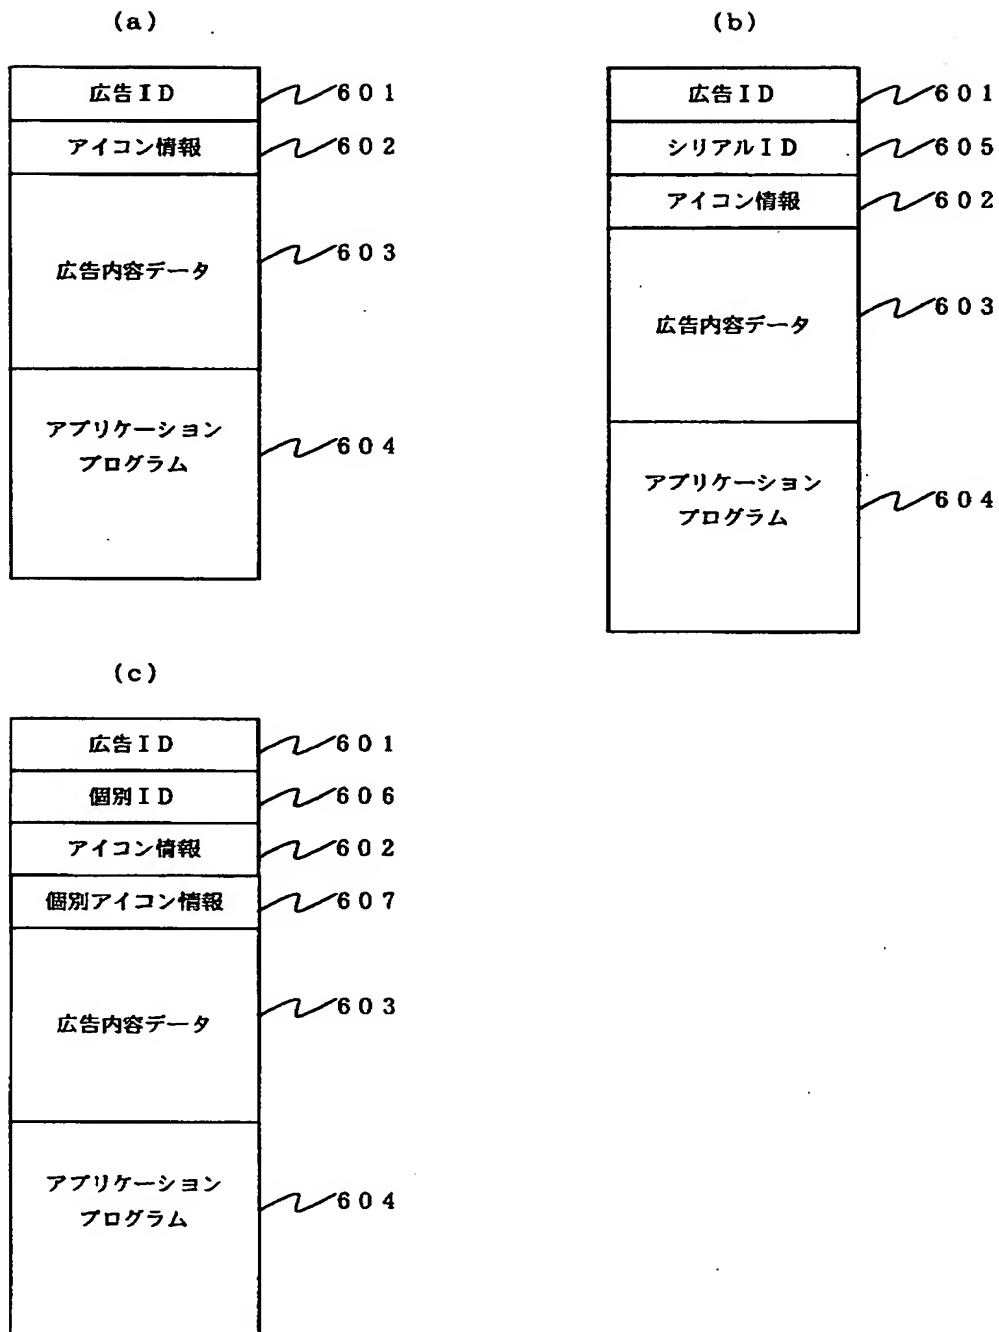 (a)
広告ID 601
アイコン情報 602
広告内容データ 603
アプリケーション
プログラム 604
(b)
広告ID 601
シリアルID 605
アイコン情報 602
広告内容データ 603
アプリケーション
プログラム 604
(c)
広告ID 601
個別ID 606
アイコン情報 602
個別アイコン情報 607
広告内容データ 603
アプリケーション
プログラム 604